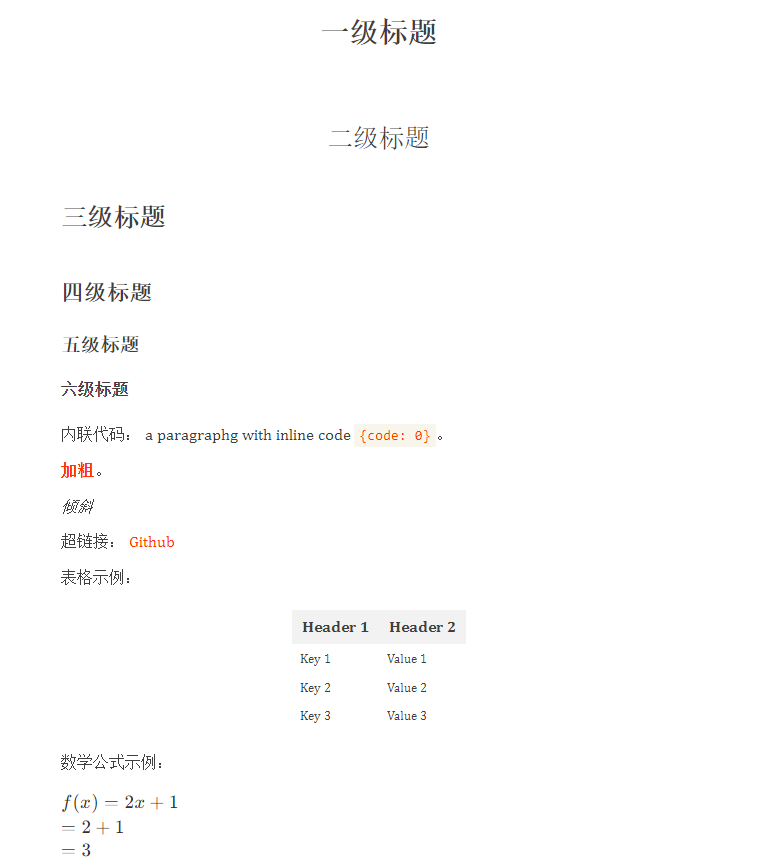 一级标题
二级标题
三级标题
四级标题
五级标题
六级标题
内联代码： a paragraphg with inline code {code: 0} 。
加粗。
倾斜
超链接： Github
表格示例：
Header 1 Header 2
Key 1 Value 1
Key 2 Value 2
Key 3 Value 3
数学公式示例：
f(x) = 2x + 1
= 2 + 1
= 3